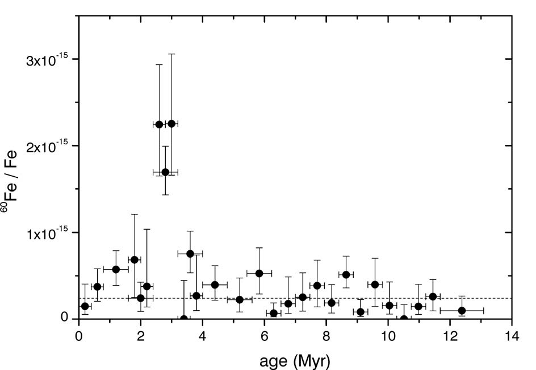 3x10⁻¹⁵
2x10⁻¹⁵
1x10⁻¹⁵
0
⁶⁰Fe / Fe
0 2 4 6 8 10 12 14
age (Myr)